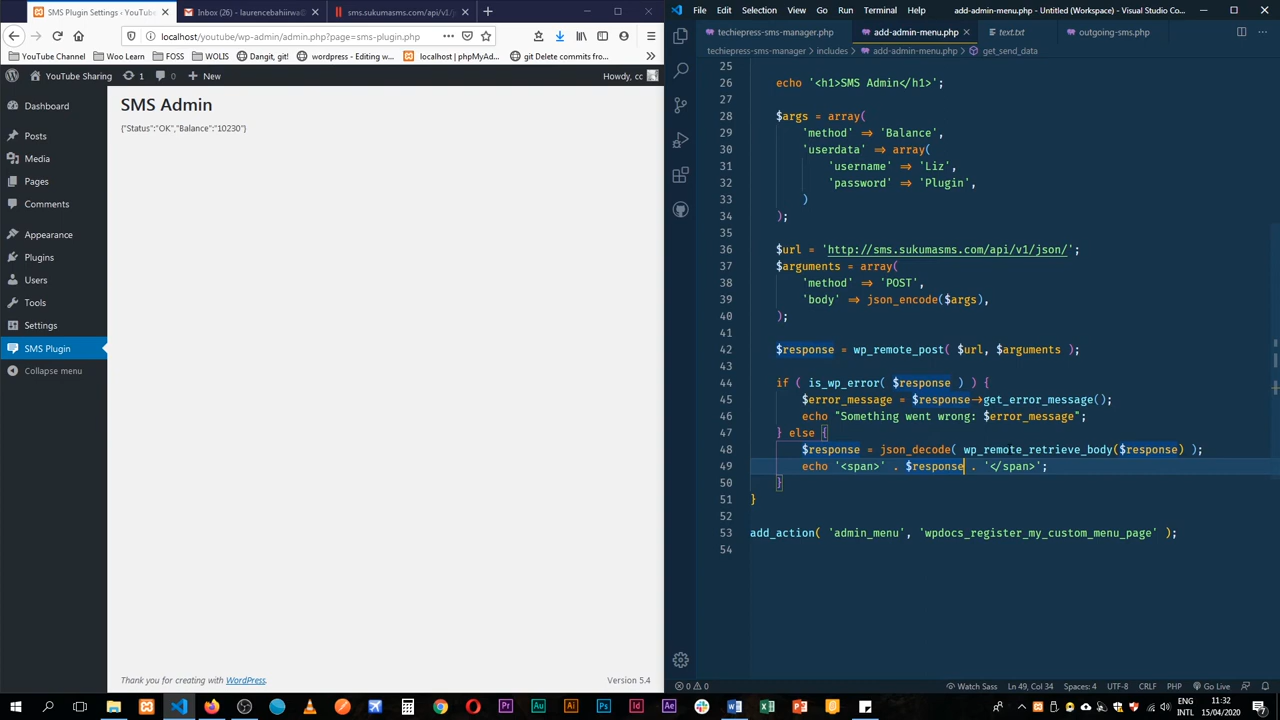 SMS Plugin Settings ‹ YouTube
Inbox (26) - laurencebahiirwa@
sms.sukumasms.com/api/v1/j
localhost/youtube/wp-admin/admin.php?page=sms-plugin.php
YouTube Channel
Woo Learn
FOSS
WOLIS
Dangit, git!
wordpress - Editing w
localhost | phpMyAd
git Delete commits fro
YouTube Sharing
1
0
New
Howdy, cc
Dashboard
Posts
Media
Pages
Comments
Appearance
Plugins
Users
Tools
Settings
SMS Plugin
Collapse menu
SMS Admin
{"Status":"OK","Balance":"10230"}
Thank you for creating with WordPress.
Version 5.4
File Edit Selection View Go Run Terminal
add-admin-menu.php - Untitled (Workspace) - Visual Studio Co...
techiepress-sms-manager.php
add-admin-menu.php
text.txt
outgoing-sms.php
techiepress-sms-manager > includes > add-admin-menu.php > get_send_data
25
26 echo '<h1>SMS Admin</h1>';
27
28 $args = array(
29 'method' => 'Balance',
30 'userdata' => array(
31 'username' => 'Liz',
32 'password' => 'Plugin',
33 )
34 );
35
36 $url = 'http://sms.sukumasms.com/api/v1/json/';
37 $arguments = array(
38 'method' => 'POST',
39 'body' => json_encode($args),
40 );
41
42 $response = wp_remote_post( $url, $arguments );
43
44 if ( is_wp_error( $response ) ) {
45 $error_message = $response->get_error_message();
46 echo "Something went wrong: $error_message";
47 } else {
48 $response = json_decode( wp_remote_retrieve_body($response) );
49 echo '<span>' . $response . '</span>';
50 }
51 }
52
53 add_action( 'admin_menu', 'wpdocs_register_my_custom_menu_page' );
54
0 0
Watch Sass
Ln 49, Col 34
Spaces: 4
UTF-8
CRLF
PHP
Go Live
ENG
INTL
11:32
15/04/2020